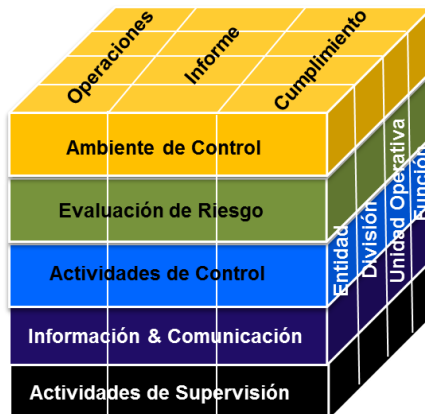 Operaciones
Informe
Cumplimiento
Ambiente de Control
Evaluación de Riesgo
Actividades de Control
Información & Comunicación
Actividades de Supervisión
Entidad
División
Unidad Operativa
Función